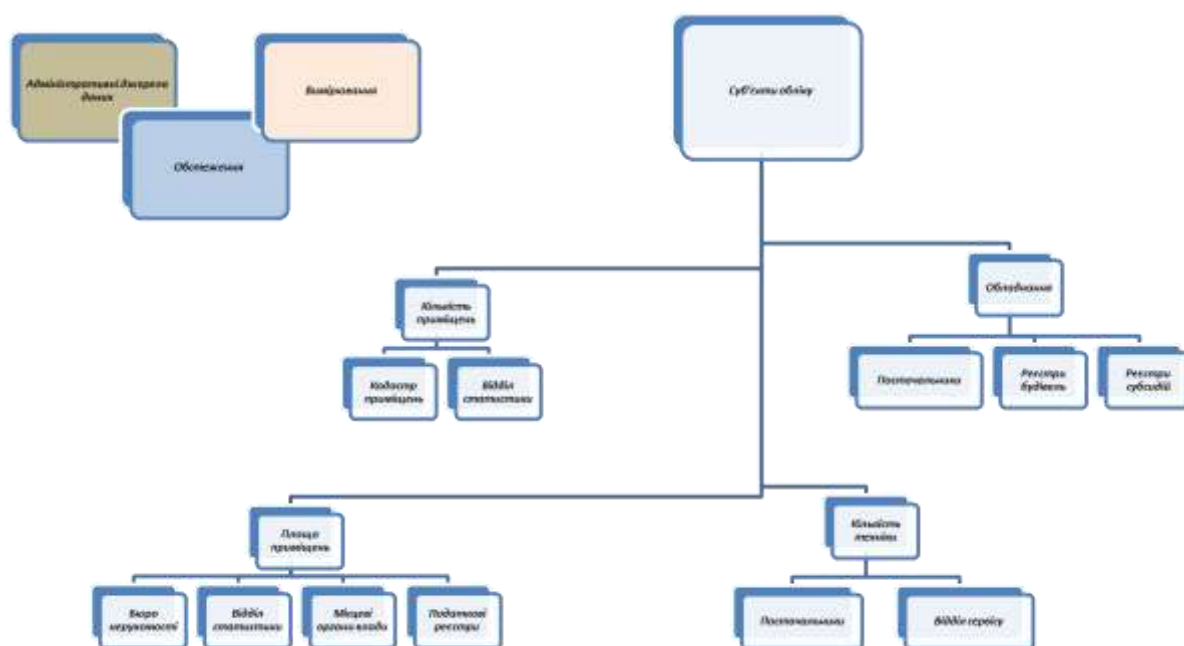 Адміністративні джерела
даних
Вимірювання
Обстеження
Суб'єкти обліку
Кількість
приміщень
Кадастр
приміщень
Відділ
статистики
Обладнання
Постачальники
Реєстри
будівель
Реєстри
субсидій
Площа
приміщень
Бюро
нерухомості
Відділ
статистики
Місцеві
органи влади
Податкові
реєстри
Кількість
техніки
Постачальники
Відділ сервісу